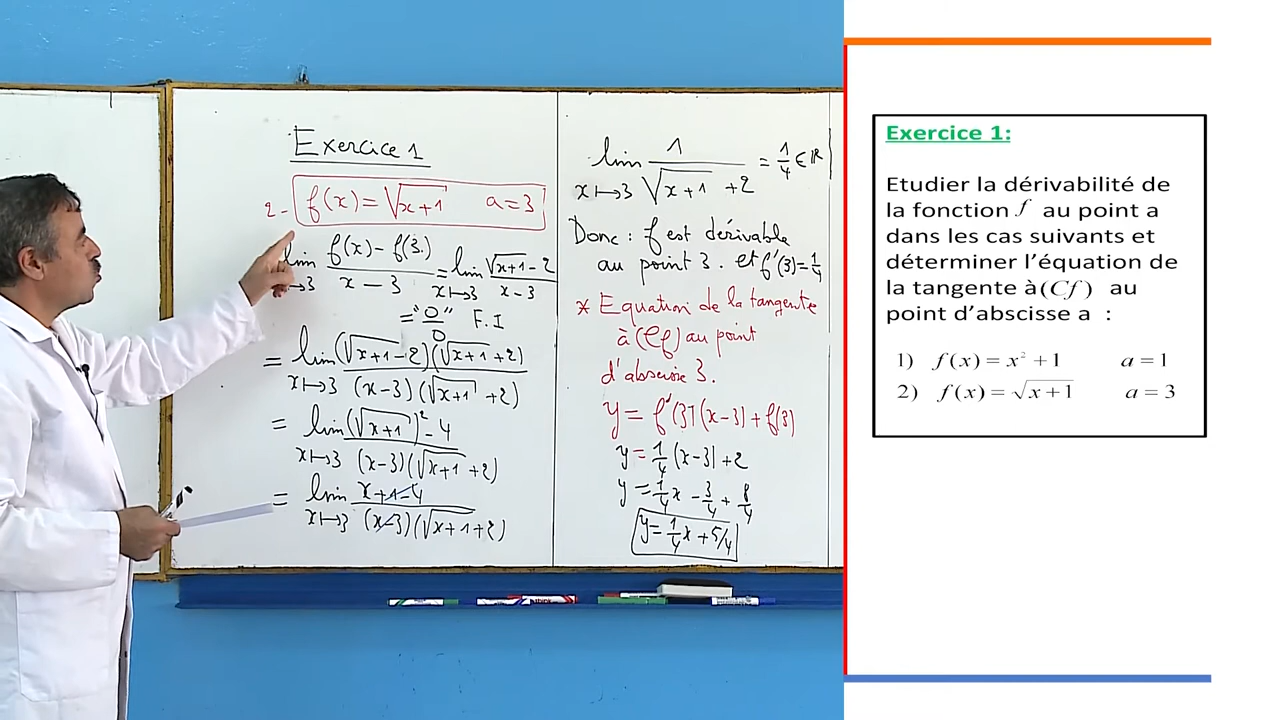 Exercice 1
2- f(x) = √x+1 a = 3
lim x↦3 f(x) - f(3) / x - 3 = lim x↦3 √x+1 - 2 / x - 3
= "0/0" F.I
= lim x↦3 (√x+1 - 2)(√x+1 + 2) / (x-3)(√x+1 + 2)
= lim x↦3 (√x+1)² - 4 / (x-3)(√x+1 + 2)
= lim x↦3 x+1-4 / (x-3)(√x+1 + 2)
lim x↦3 1 / √x+1 + 2 = 1/4 ∈ ℝ
Donc : f est dérivable
au point 3. et f'(3) = 1/4
* Equation de la tangente
à (Cf) au point
d'abscisse 3.
y = f'(3)(x-3) + f(3)
y = 1/4 (x-3) + 2
y = 1/4 x - 3/4 + 8/4
y = 1/4 x + 5/4
Exercice 1:
Etudier la dérivabilité de
la fonction f au point a
dans les cas suivants et
déterminer l'équation de
la tangente à (Cf) au
point d'abscisse a :
1) f(x) = x² + 1 a = 1
2) f(x) = √x+1 a = 3